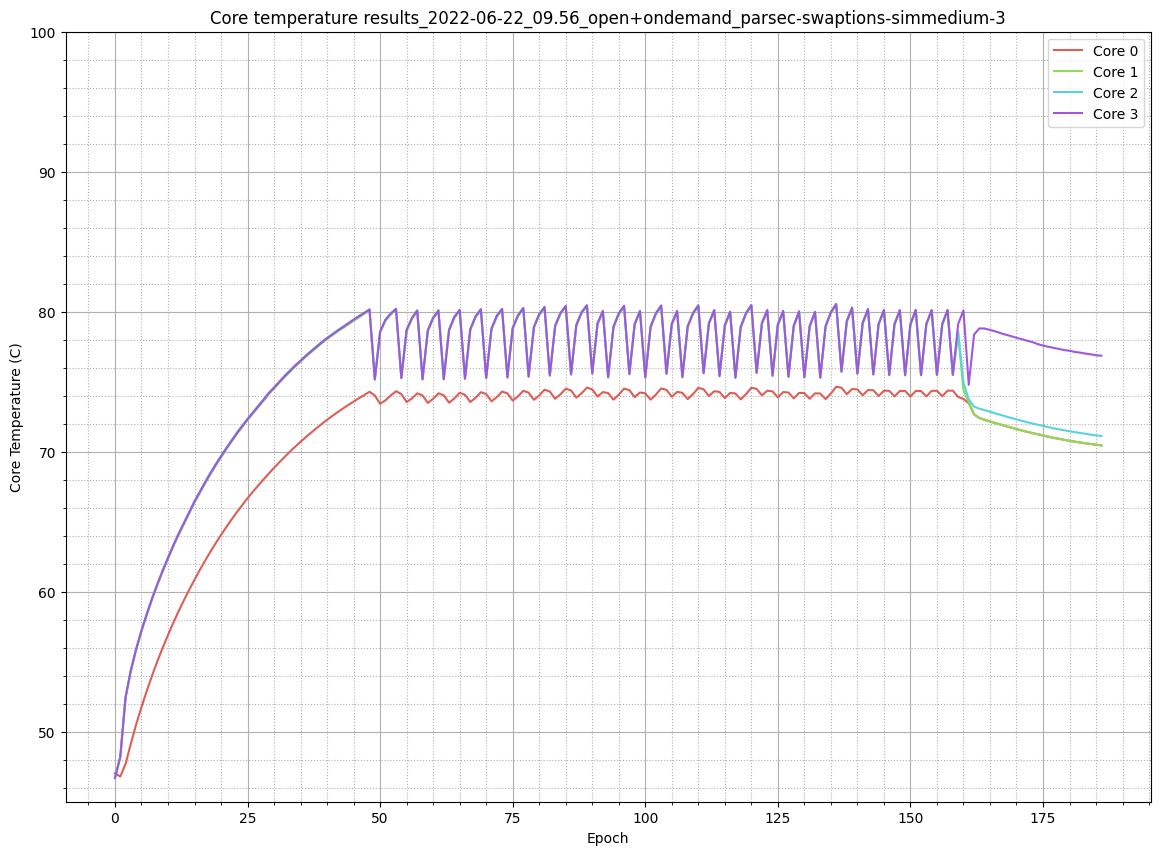 Core temperature results_2022-06-22_09.56_open+ondemand_parsec-swaptions-simmedium-3
Core Temperature (C)
100
90
80
70
60
50
Core 0
Core 1
Core 2
Core 3
0 25 50 75 100 125 150 175
Epoch